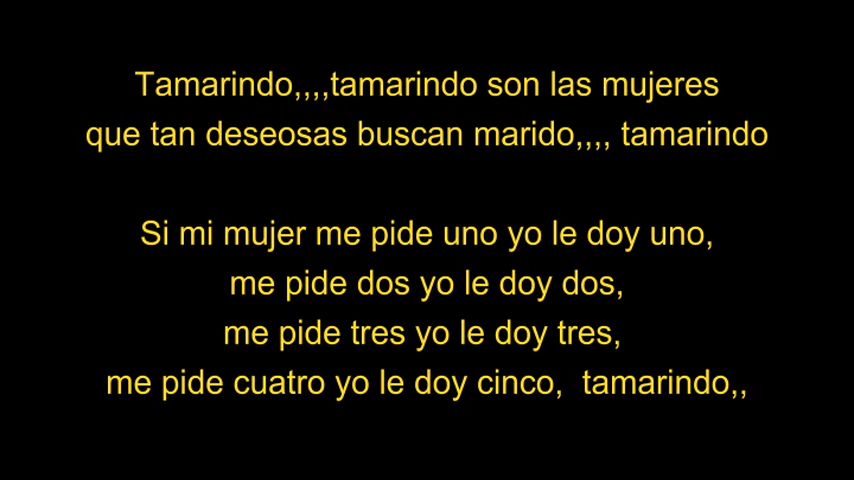 Tamarindo,,,,tamarindo son las mujeres
que tan deseosas buscan marido,,,, tamarindo
Si mi mujer me pide uno yo le doy uno,
me pide dos yo le doy dos,
me pide tres yo le doy tres,
me pide cuatro yo le doy cinco,  tamarindo,,